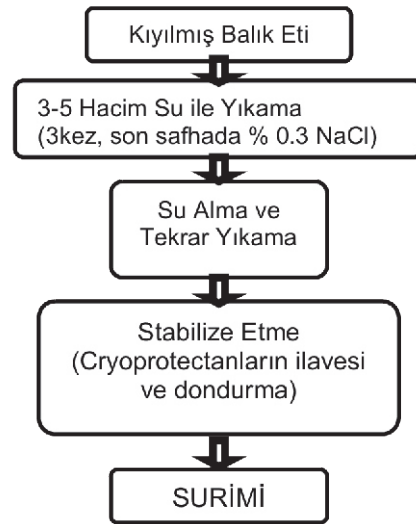 Kıyılmış Balık Eti
3-5 Hacim Su ile Yıkama
(3kez, son safhada % 0.3 NaCl)
Su Alma ve
Tekrar Yıkama
Stabilize Etme
(Cryoprotectanların ilavesi
ve dondurma)
SURİMİ